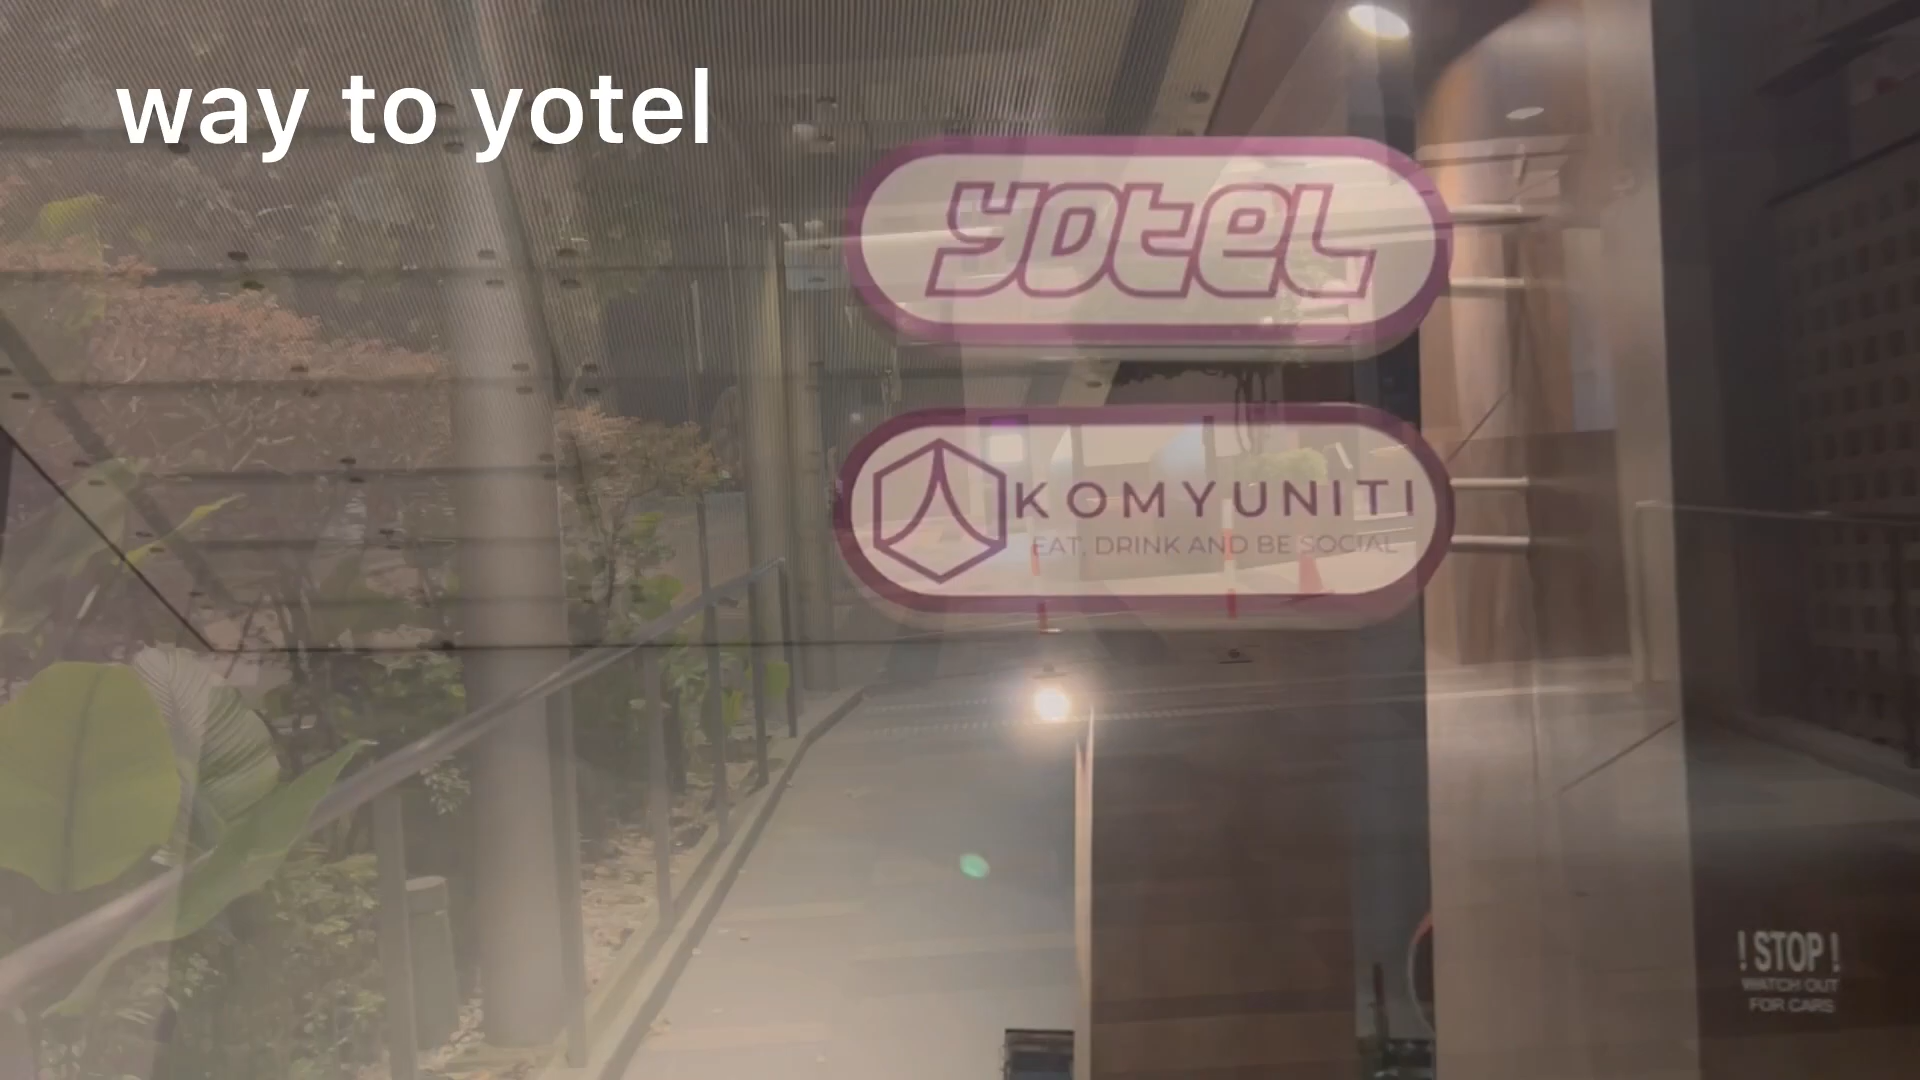 way to yotel
YOTEL
KOMYUNITI
EAT, DRINK AND BE SOCIAL
! STOP !
WATCH OUT
FOR CARS